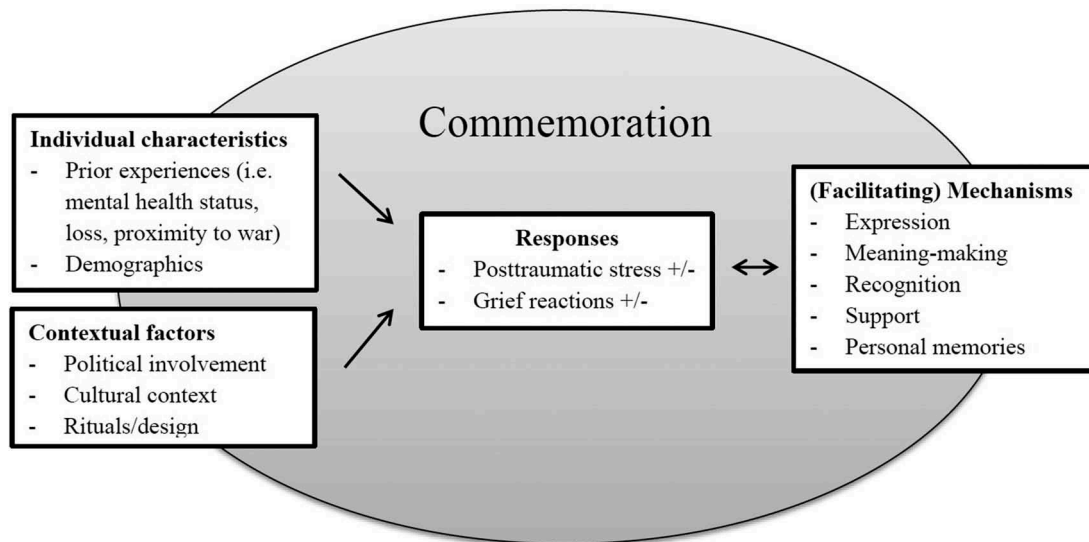 Commemoration
Individual characteristics
- Prior experiences (i.e.
mental health status,
loss, proximity to war)
- Demographics
Contextual factors
- Political involvement
- Cultural context
- Rituals/design
Responses
- Posttraumatic stress +/-
- Grief reactions +/-
(Facilitating) Mechanisms
- Expression
- Meaning-making
- Recognition
- Support
- Personal memories